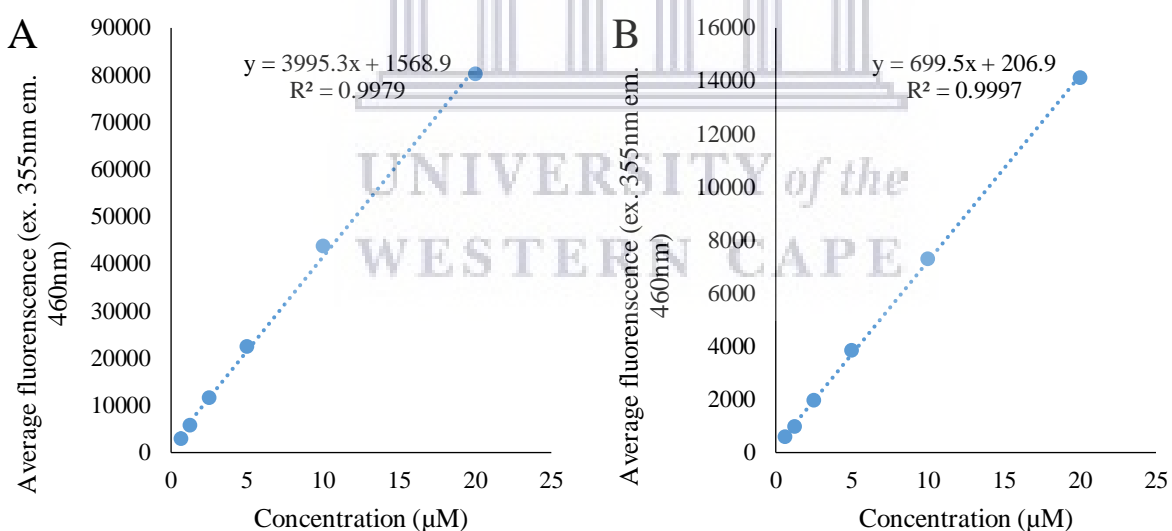 A
y = 3995.3x + 1568.9
R² = 0.9979
90000
80000
70000
60000
50000
40000
30000
20000
10000
0
0 5 10 15 20 25
Average fluorenscence (ex. 355nm em.
460nm)
Concentration (µM)
B
y = 699.5x + 206.9
R² = 0.9997
16000
14000
12000
10000
8000
6000
4000
2000
0
0 5 10 15 20 25
Average fluorescence (ex. 355nm em.
460nm)
Concentration (µM)
UNIVERSITY of the
WESTERN CAPE